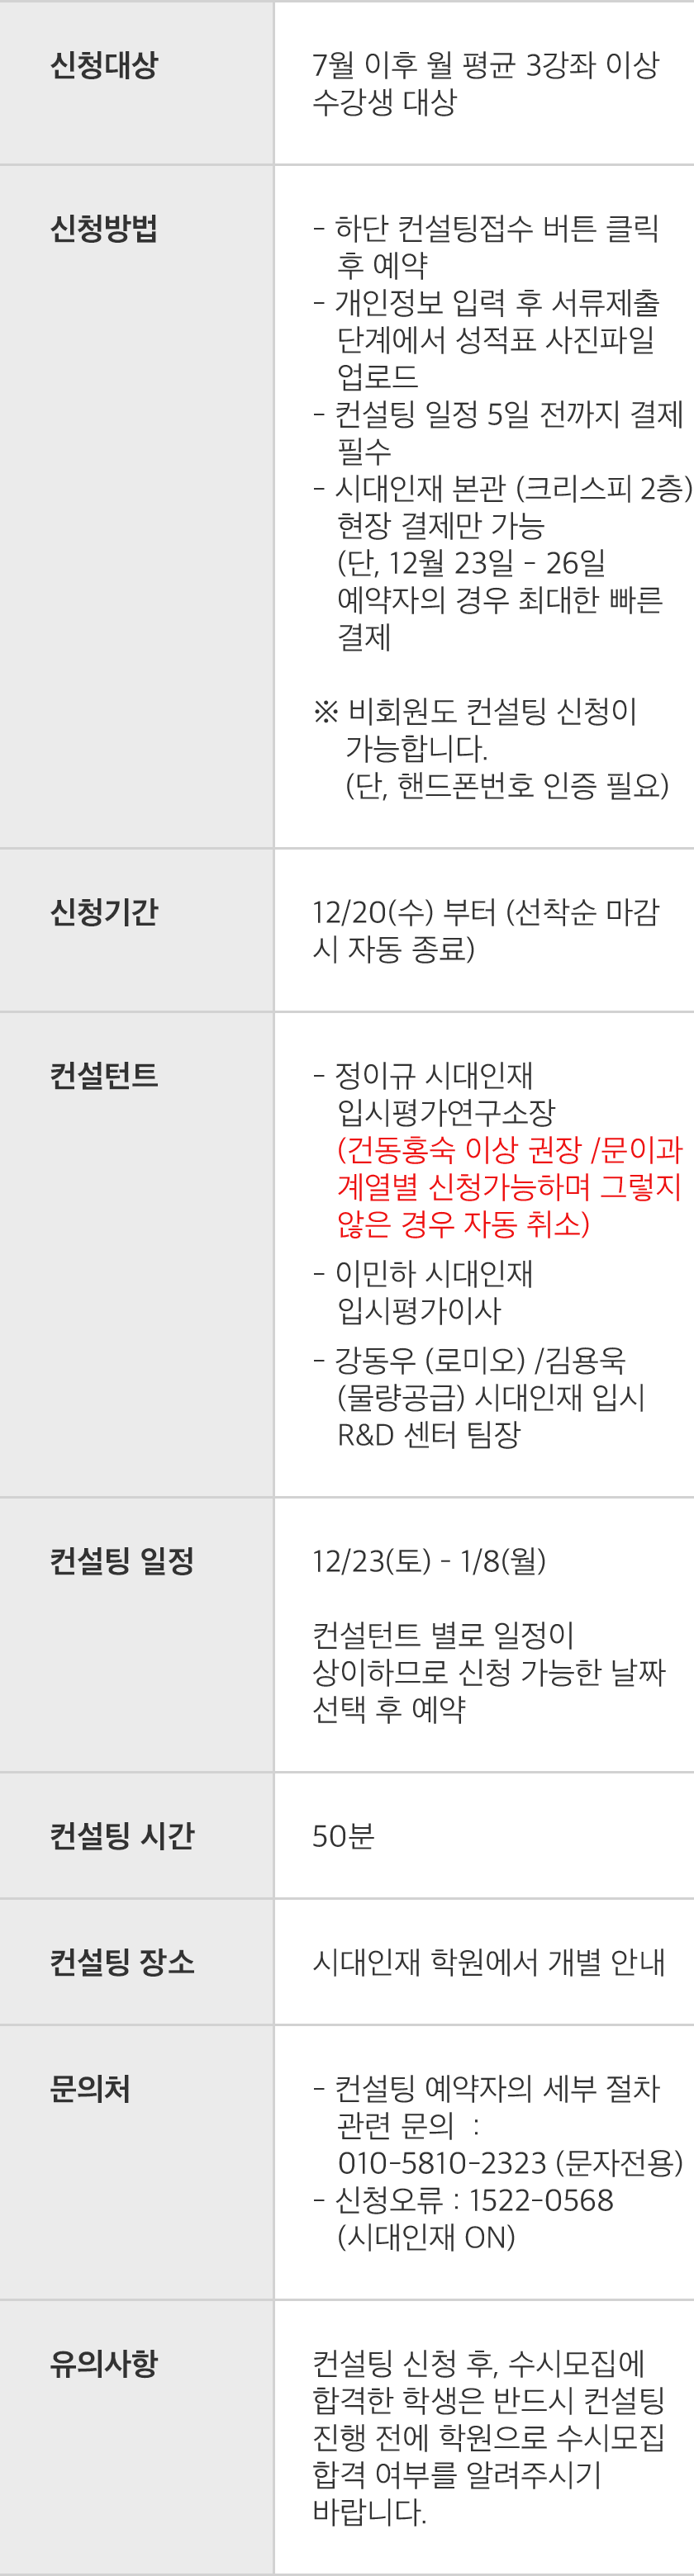 신청대상
7월 이후 월 평균 3강좌 이상
수강생 대상
신청방법
- 하단 컨설팅접수 버튼 클릭
후 예약
- 개인정보 입력 후 서류제출
단계에서 성적표 사진파일
업로드
- 컨설팅 일정 5일 전까지 결제
필수
- 시대인재 본관 (크리스피 2층)
현장 결제만 가능
(단, 12월 23일 - 26일
예약자의 경우 최대한 빠른
결제
※ 비회원도 컨설팅 신청이
가능합니다.
(단, 핸드폰번호 인증 필요)
신청기간
12/20(수) 부터 (선착순 마감
시 자동 종료)
컨설턴트
- 정이규 시대인재
입시평가연구소장
(건동홍숙 이상 권장 /문이과
계열별 신청가능하며 그렇지
않은 경우 자동 취소)
- 이민하 시대인재
입시평가이사
- 강동우 (로미오) /김용욱
(물량공급) 시대인재 입시
R&D 센터 팀장
컨설팅 일정
12/23(토) - 1/8(월)
컨설턴트 별로 일정이
상이하므로 신청 가능한 날짜
선택 후 예약
컨설팅 시간
50분
컨설팅 장소
시대인재 학원에서 개별 안내
문의처
- 컨설팅 예약자의 세부 절차
관련 문의 :
010-5810-2323 (문자전용)
- 신청오류 : 1522-0568
(시대인재 ON)
유의사항
컨설팅 신청 후, 수시모집에
합격한 학생은 반드시 컨설팅
진행 전에 학원으로 수시모집
합격 여부를 알려주시기
바랍니다.